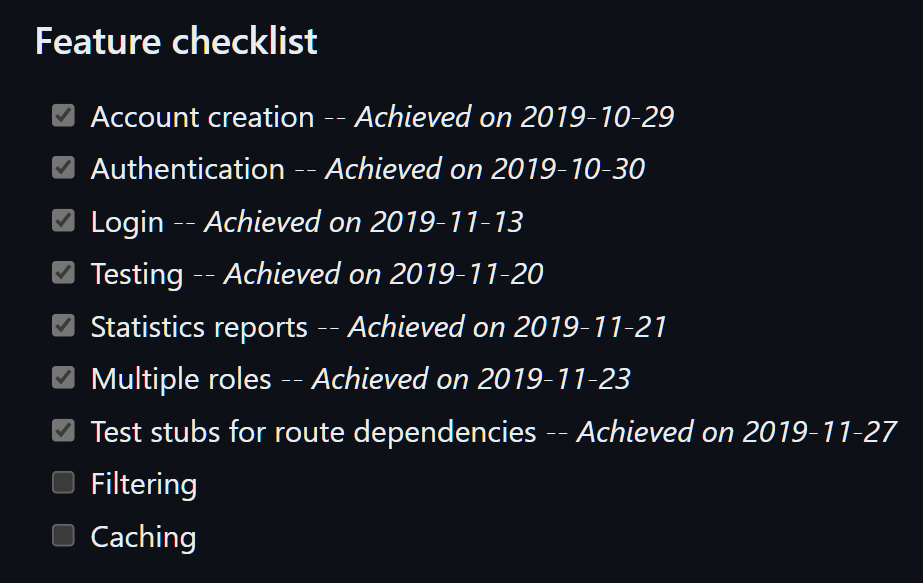 Feature checklist
Account creation -- Achieved on 2019-10-29
Authentication -- Achieved on 2019-10-30
Login -- Achieved on 2019-11-13
Testing -- Achieved on 2019-11-20
Statistics reports -- Achieved on 2019-11-21
Multiple roles -- Achieved on 2019-11-23
Test stubs for route dependencies -- Achieved on 2019-11-27
Filtering
Caching